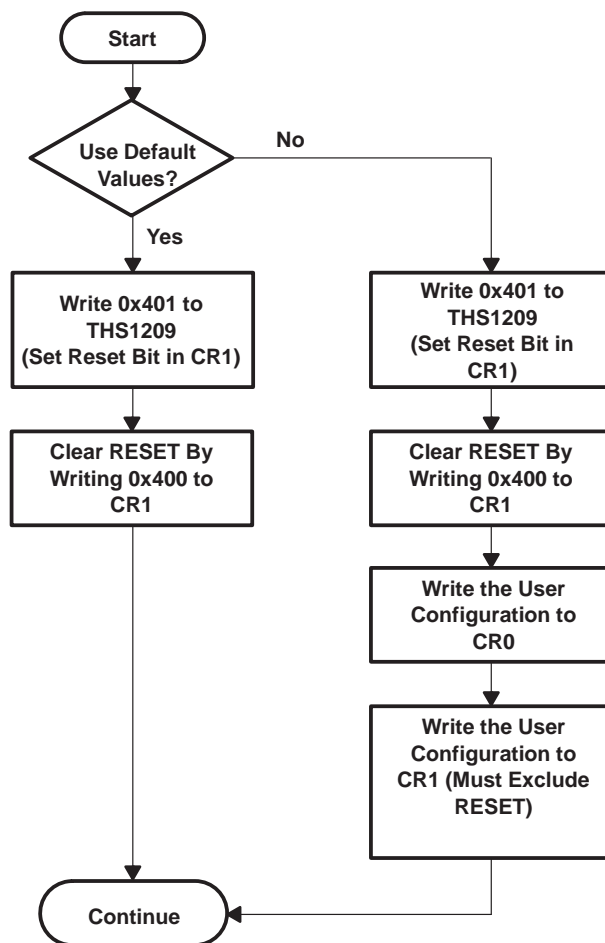 Start
Use Default
Values?
No
Yes
Write 0x401 to
THS1209
(Set Reset Bit in CR1)
Clear RESET By
Writing 0x400 to
CR1
Write 0x401 to
THS1209
(Set Reset Bit in
CR1)
Clear RESET By
Writing 0x400 to
CR1
Write the User
Configuration to
CR0
Write the User
Configuration to
CR1 (Must Exclude
RESET)
Continue